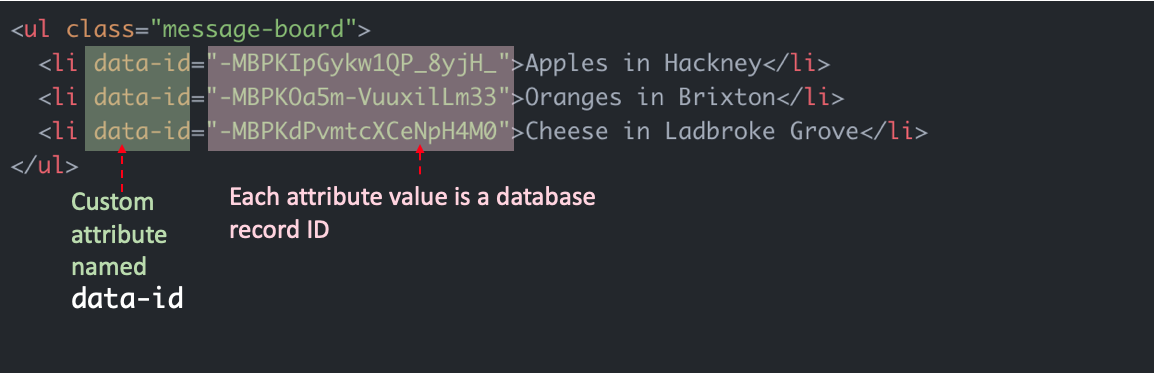 <ul class="message-board">
<li data-id="-MBPKIpGykw1QP_8yjH_">Apples in Hackney</li>
<li data-id="-MBPKOa5m-VuuxilLm33">Oranges in Brixton</li>
<li data-id="-MBPKdPvmtcXCeNpH4M0">Cheese in Ladbroke Grove</li>
</ul>
Custom
attribute
named
data-id
Each attribute value is a database
record ID